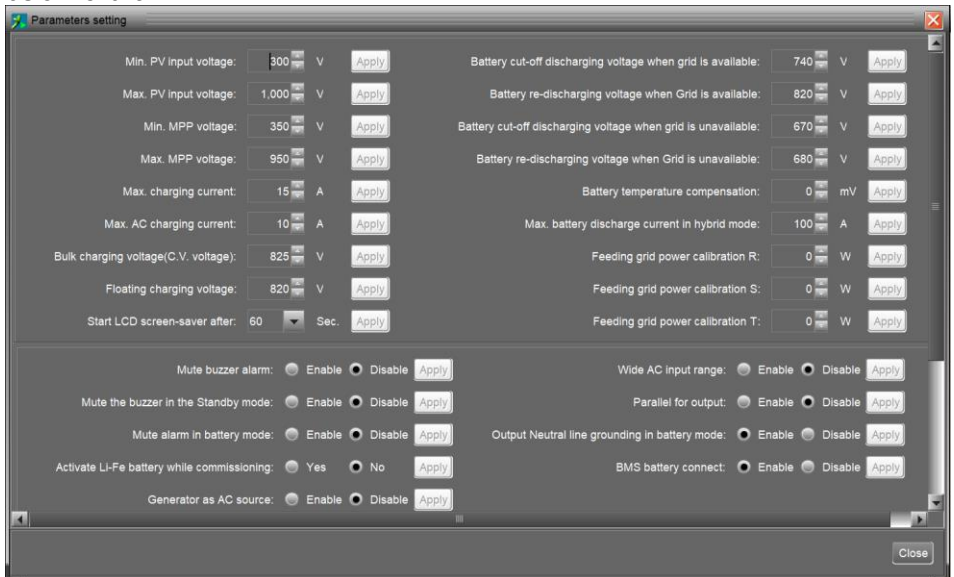 Parameters setting
Min. PV input voltage: 300 V Apply
Battery cut-off discharging voltage when grid is available: 740 V Apply
Max. PV input voltage: 1,000 V Apply
Battery re-discharging voltage when Grid is available: 820 V Apply
Min. MPP voltage: 350 V Apply
Battery cut-off discharging voltage when grid is unavailable: 670 V Apply
Max. MPP voltage: 950 V Apply
Battery re-discharging voltage when Grid is unavailable: 680 V Apply
Max. charging current: 15 A Apply
Battery temperature compensation: 0 mV Apply
Max. AC charging current: 10 A Apply
Max. battery discharge current in hybrid mode: 100 A Apply
Bulk charging voltage(C.V. voltage): 825 V Apply
Feeding grid power calibration R: 0 W Apply
Floating charging voltage: 820 V Apply
Feeding grid power calibration S: 0 W Apply
Start LCD screen-saver after: 60 Sec. Apply
Feeding grid power calibration T: 0 W Apply
Mute buzzer alarm: Enable Disable Apply
Wide AC input range: Enable Disable Apply
Mute the buzzer in the Standby mode: Enable Disable Apply
Parallel for output: Enable Disable Apply
Mute alarm in battery mode: Enable Disable Apply
Output Neutral line grounding in battery mode: Enable Disable Apply
Activate Li-Fe battery while commissioning: Yes No Apply
BMS battery connect: Enable Disable Apply
Generator as AC source: Enable Disable Apply
Close